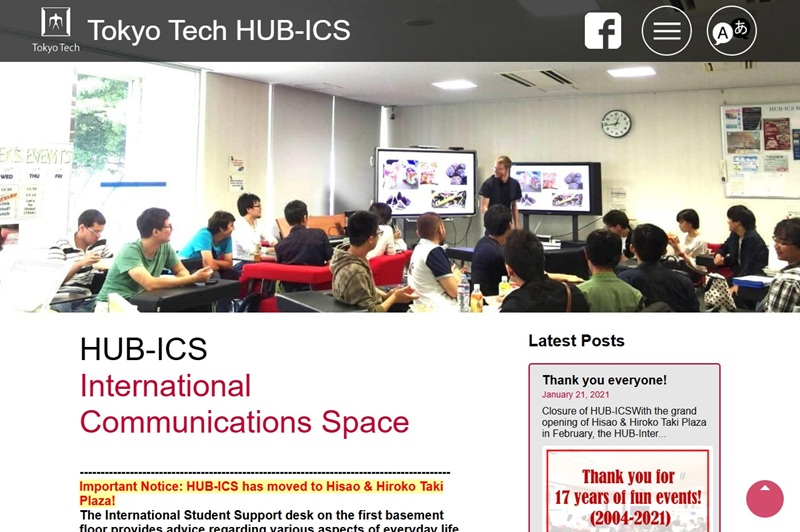 Tokyo Tech
Tokyo Tech HUB-ICS
f
A あ
EVENTS
WED THU FRI
HUB-ICS
HUB-ICS
International
Communications Space
Latest Posts
Thank you everyone!
January 21, 2021
Closure of HUB-ICSWith the grand
opening of Hisao & Hiroko Taki Plaza
in February, the HUB-Inter...
Thank you for
17 years of fun events!
(2004-2021)
-----------------------------------------------------------------------------------------
Important Notice: HUB-ICS has moved to Hisao & Hiroko Taki
Plaza!
The International Student Support desk on the first basement
floor provides advice regarding various aspects of everyday life